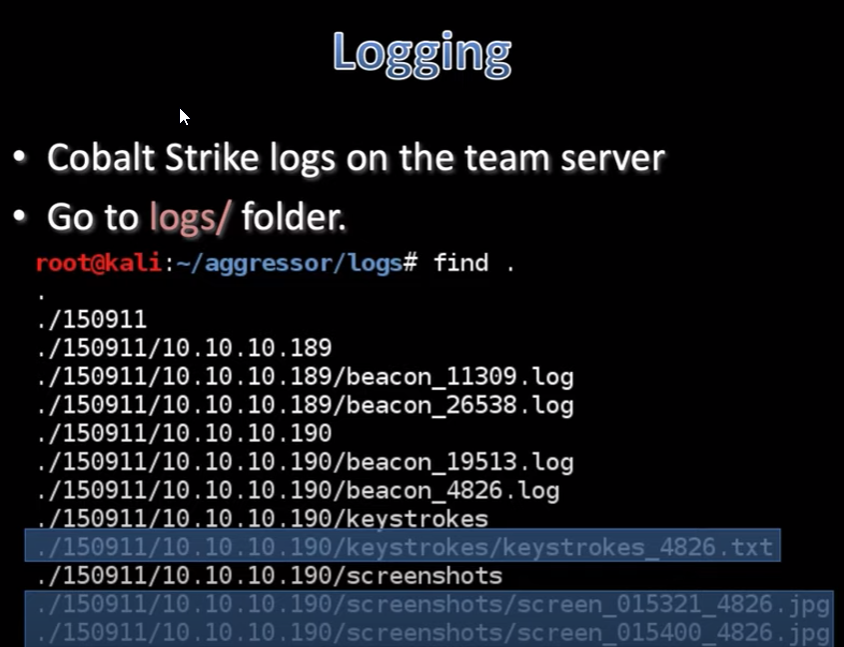 Logging
• Cobalt Strike logs on the team server
• Go to logs/ folder.
root@kali:~/aggressor/logs# find .
.
./150911
./150911/10.10.10.189
./150911/10.10.10.189/beacon_11309.log
./150911/10.10.10.189/beacon_26538.log
./150911/10.10.10.190
./150911/10.10.10.190/beacon_19513.log
./150911/10.10.10.190/beacon_4826.log
./150911/10.10.10.190/keystrokes
./150911/10.10.10.190/keystrokes/keystrokes_4826.txt
./150911/10.10.10.190/screenshots
./150911/10.10.10.190/screenshots/screen_015321_4826.jpg
./150911/10.10.10.190/screenshots/screen_015400_4826.jpg